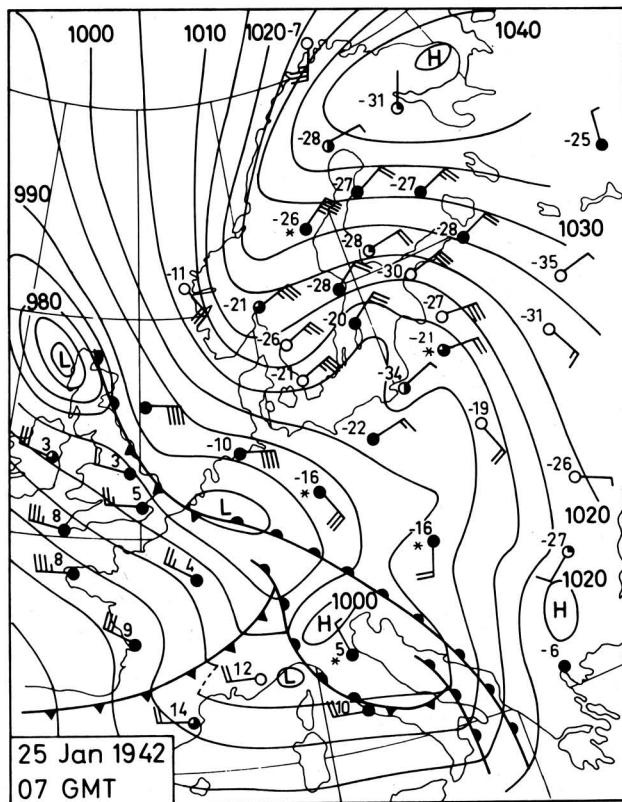 1000 1010 1020 -7 1040
H
-31
-28 -25
-27 -27
990 -26 1030
* -28 -28
-11 -30 -35
980 -21 -28 -27
-20 -31
L -26 * -21
-21 -34
-19
-22
3 3 -10 -26
-16
5 * L 1020
8 -16 -27
*
8 4 1020
1000 H
9 H
5 -6
12 L *
14 10
25 Jan 1942
07 GMT